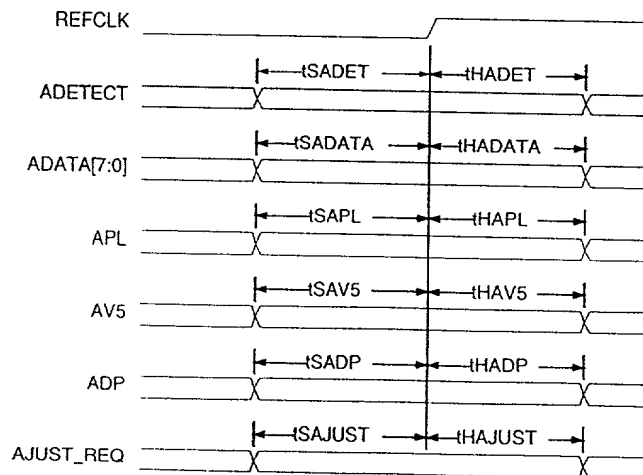 REFCLK
tSADET tHADET
ADETECT
tSADATA tHADATA
ADATA[7:0]
tSAPL tHAPL
APL
tSAV5 tHAV5
AV5
tSADP tHADP
ADP
tSAJUST tHAJUST
AJUST_REQ